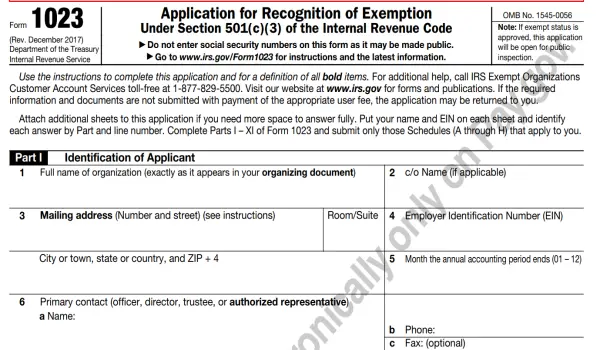 Form 1023
(Rev. December 2017)
Department of the Treasury
Internal Revenue Service
Application for Recognition of Exemption
Under Section 501(c)(3) of the Internal Revenue Code
▶ Do not enter social security numbers on this form as it may be made public.
▶ Go to www.irs.gov/Form1023 for instructions and the latest information.
OMB No. 1545-0056
Note: If exempt status is
approved, this application
will be open for public
inspection.
Use the instructions to complete this application and for a definition of all bold items. For additional help, call IRS Exempt Organizations
Customer Account Services toll-free at 1-877-829-5500. Visit our website at www.irs.gov for forms and publications. If the required
information and documents are not submitted with payment of the appropriate user fee, the application may be returned to you.
Attach additional sheets to this application if you need more space to answer fully. Put your name and EIN on each sheet and identify
each answer by Part and line number. Complete Parts I – XI of Form 1023 and submit only those Schedules (A through H) that apply to you.
Part I Identification of Applicant
1 Full name of organization (exactly as it appears in your organizing document)
2 c/o Name (if applicable)
3 Mailing address (Number and street) (see instructions)
Room/Suite
4 Employer Identification Number (EIN)
City or town, state or country, and ZIP + 4
5 Month the annual accounting period ends (01 – 12)
6 Primary contact (officer, director, trustee, or authorized representative)
a Name:
b Phone:
c Fax: (optional)
only on Pay.gov